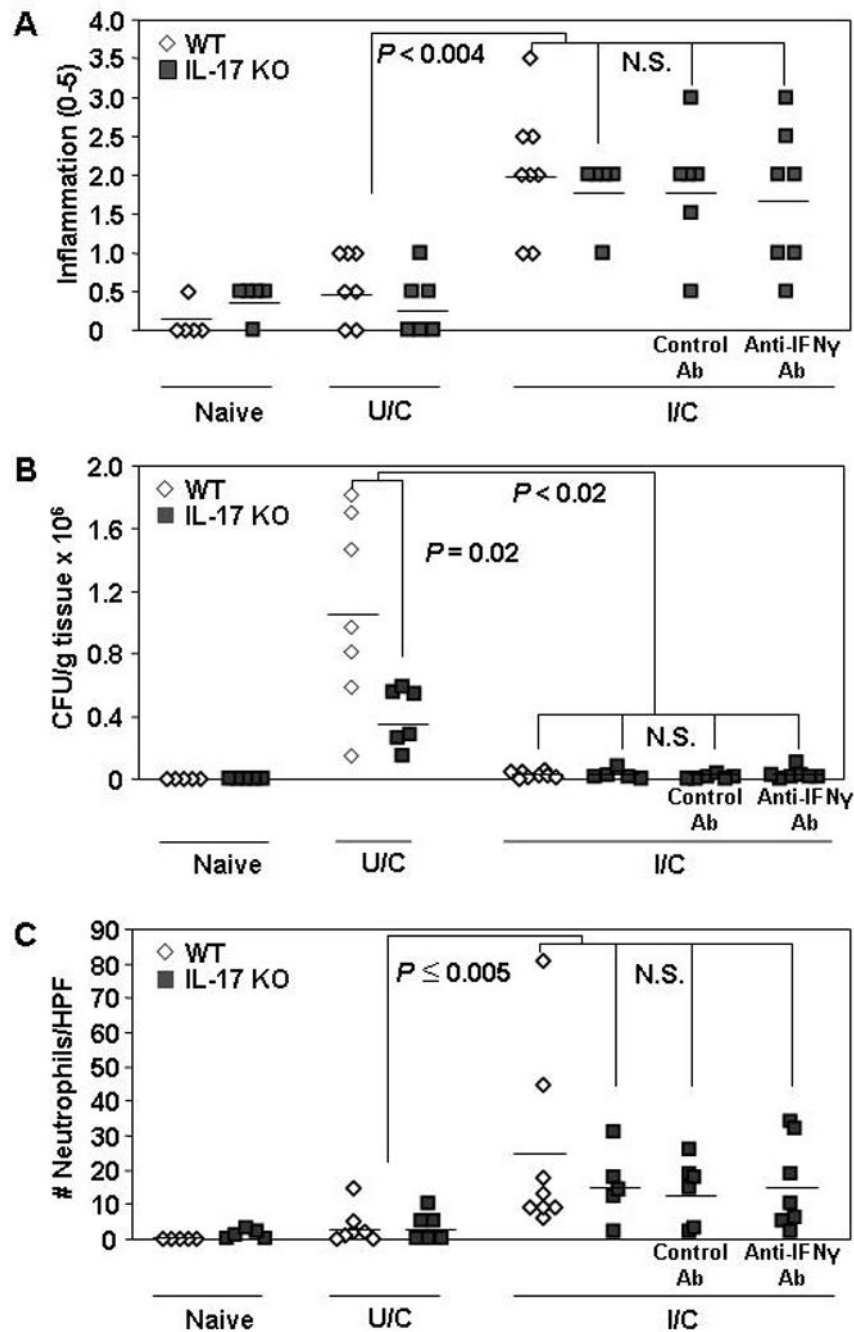 A
WT
IL-17 KO
P < 0.004
N.S.
Inflammation (0-5)
4.0
3.5
3.0
2.5
2.0
1.5
1.0
0.5
0
Control Ab
Anti-IFNγ Ab
Naive
U/C
I/C
B
WT
IL-17 KO
P < 0.02
P = 0.02
N.S.
CFU/g tissue x 10⁶
2.0
1.6
1.2
0.8
0.4
0
Control Ab
Anti-IFNγ Ab
Naive
U/C
I/C
C
WT
IL-17 KO
P ≦ 0.005
N.S.
# Neutrophils/HPF
90
80
70
60
50
40
30
20
10
0
Control Ab
Anti-IFNγ Ab
Naive
U/C
I/C